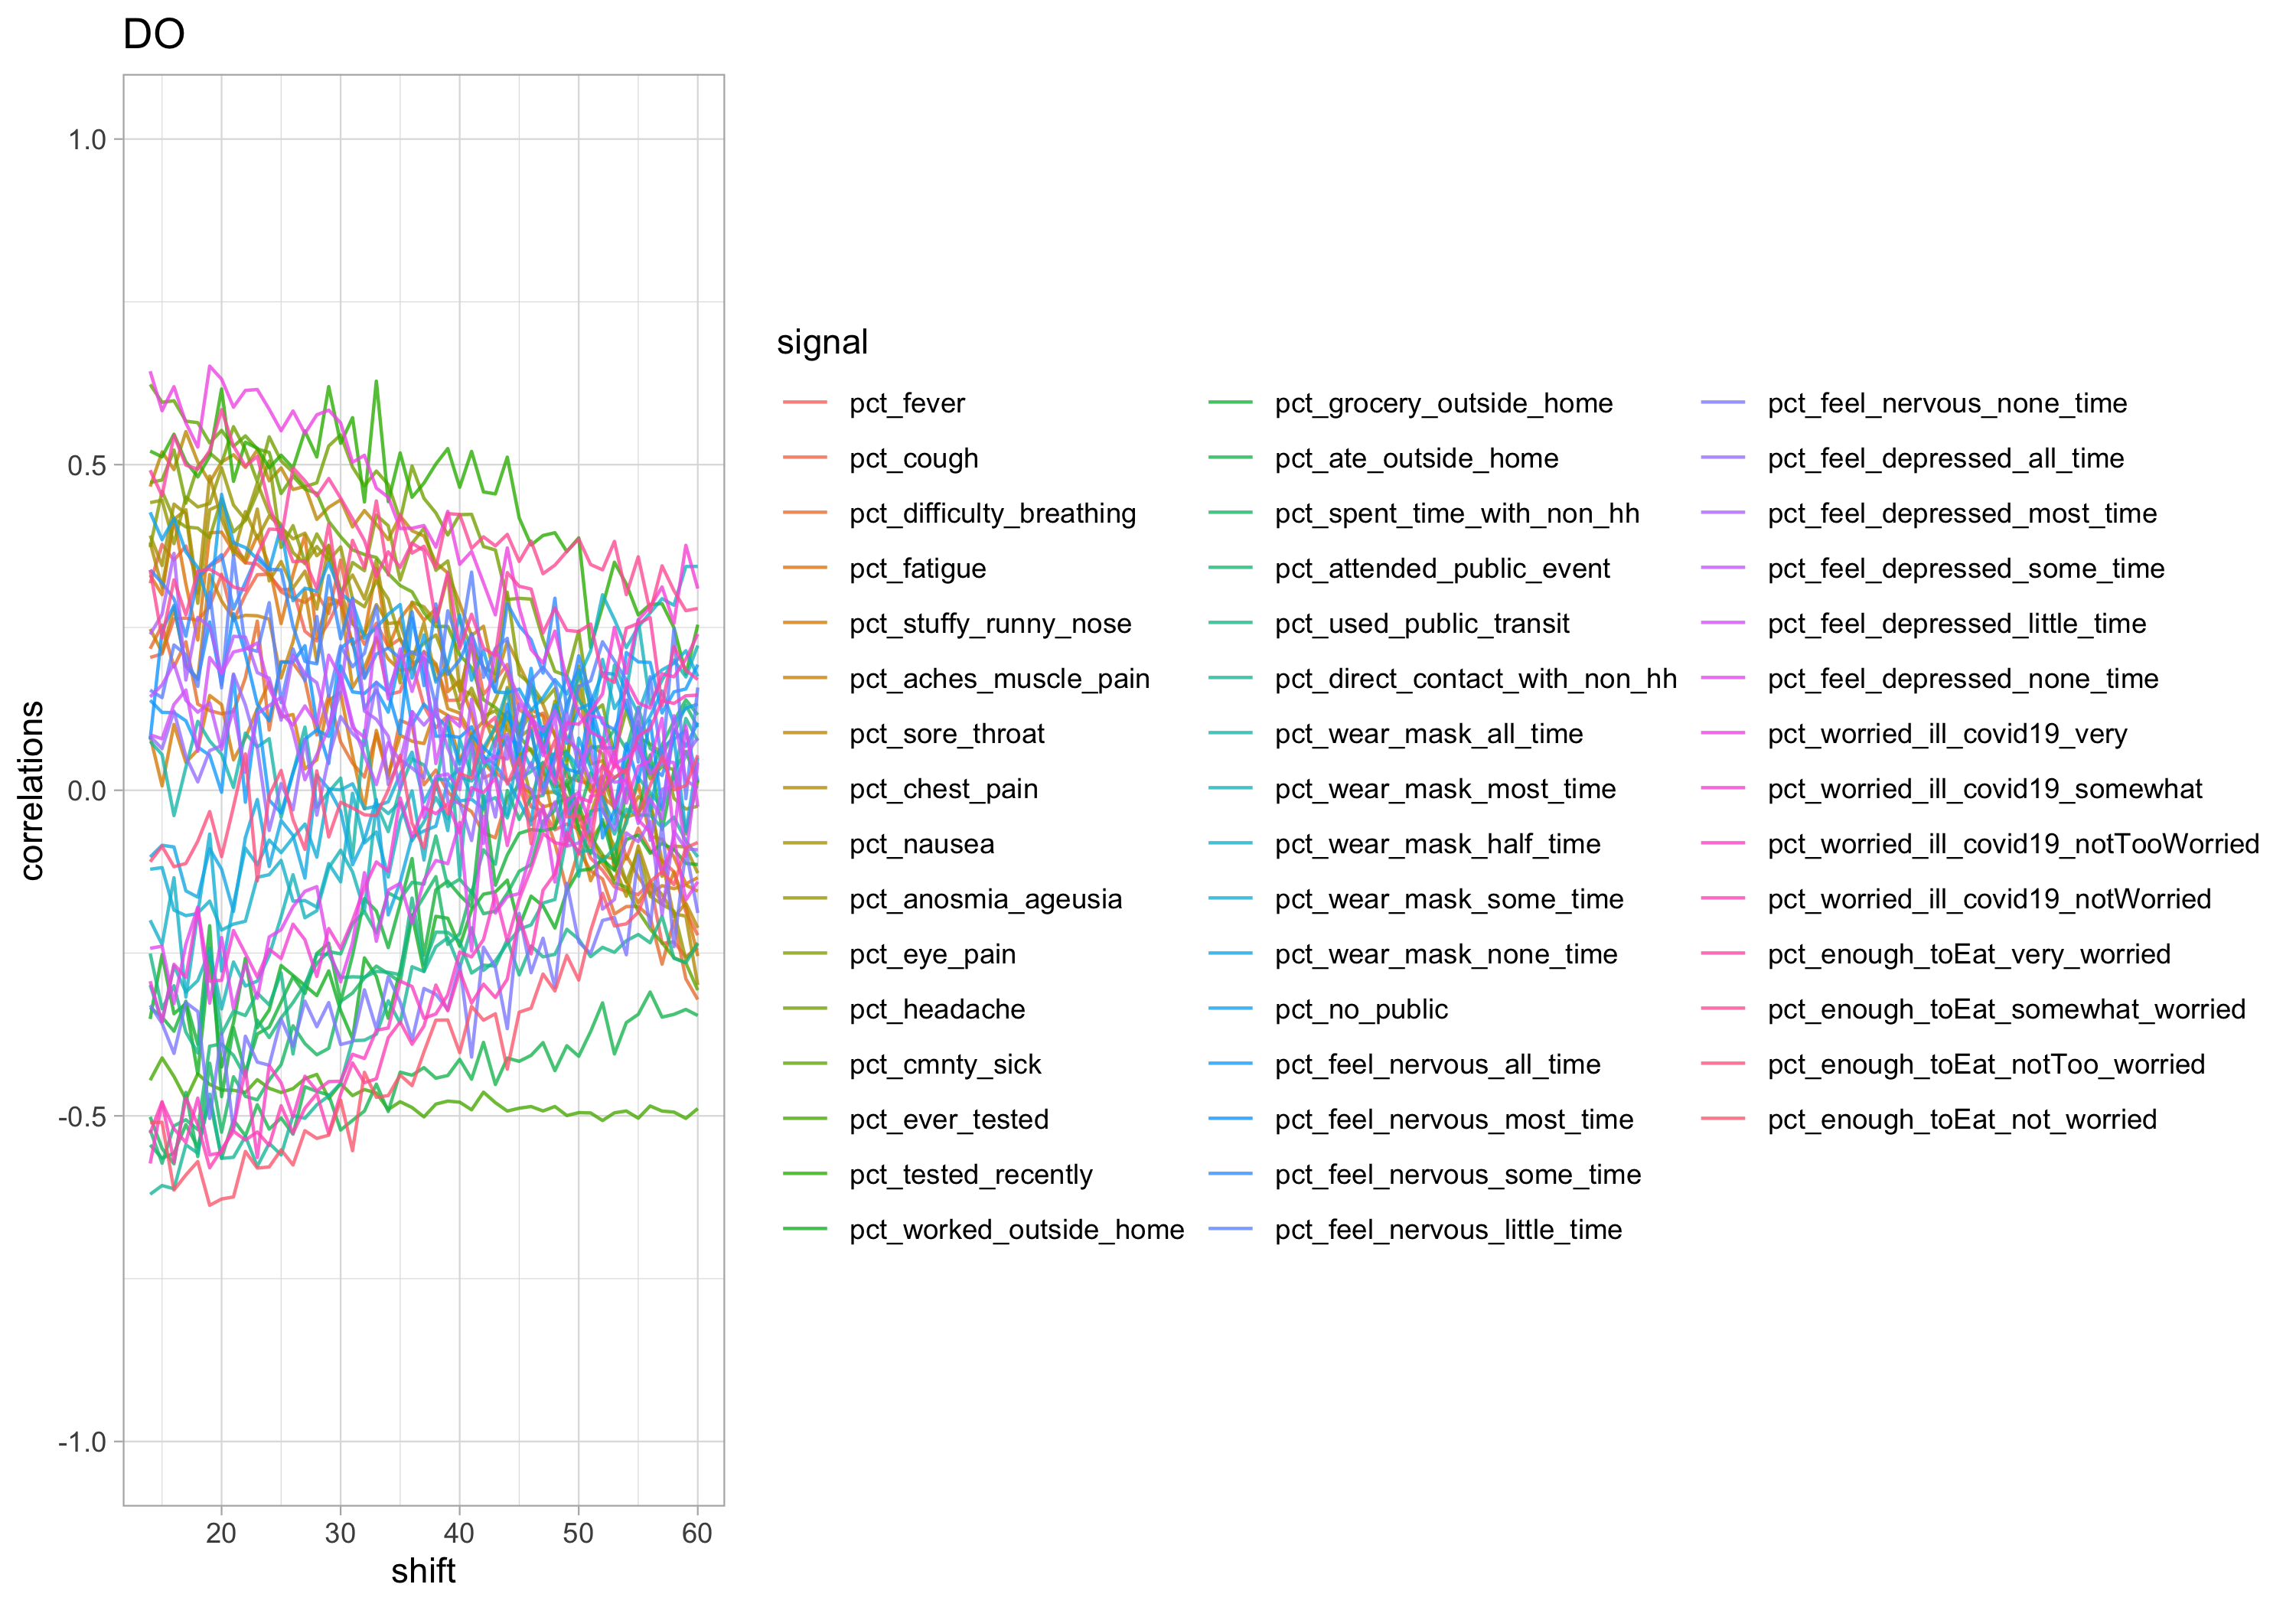 DO
correlations
1.0
0.5
0.0
-0.5
-1.0
20 30 40 50 60
shift
signal
pct_fever
pct_cough
pct_difficulty_breathing
pct_fatigue
pct_stuffy_runny_nose
pct_aches_muscle_pain
pct_sore_throat
pct_chest_pain
pct_nausea
pct_anosmia_ageusia
pct_eye_pain
pct_headache
pct_cmnty_sick
pct_ever_tested
pct_tested_recently
pct_worked_outside_home
pct_grocery_outside_home
pct_ate_outside_home
pct_spent_time_with_non_hh
pct_attended_public_event
pct_used_public_transit
pct_direct_contact_with_non_hh
pct_wear_mask_all_time
pct_wear_mask_most_time
pct_wear_mask_half_time
pct_wear_mask_some_time
pct_wear_mask_none_time
pct_no_public
pct_feel_nervous_all_time
pct_feel_nervous_most_time
pct_feel_nervous_some_time
pct_feel_nervous_little_time
pct_feel_nervous_none_time
pct_feel_depressed_all_time
pct_feel_depressed_most_time
pct_feel_depressed_some_time
pct_feel_depressed_little_time
pct_feel_depressed_none_time
pct_worried_ill_covid19_very
pct_worried_ill_covid19_somewhat
pct_worried_ill_covid19_notTooWorried
pct_worried_ill_covid19_notWorried
pct_enough_toEat_very_worried
pct_enough_toEat_somewhat_worried
pct_enough_toEat_notToo_worried
pct_enough_toEat_not_worried